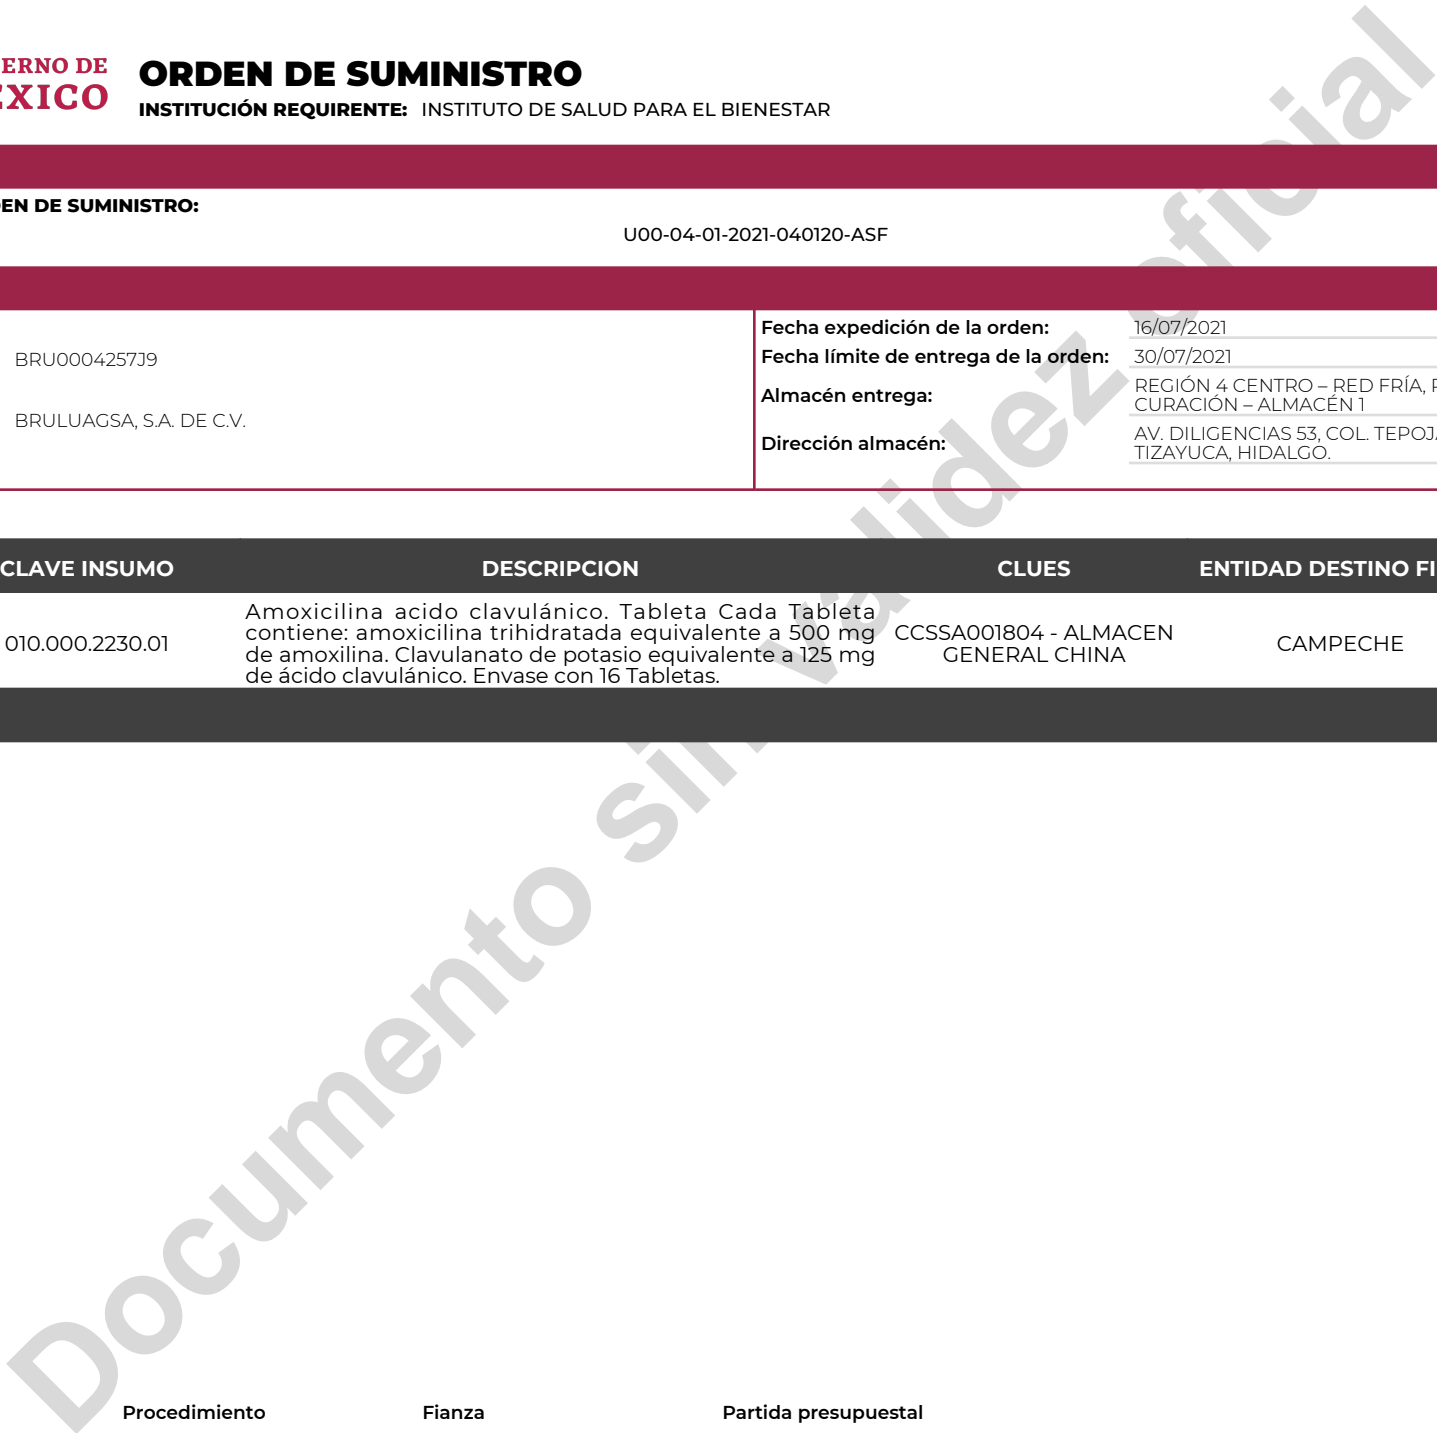 ERNO DE
ÉXICO
ORDEN DE SUMINISTRO
INSTITUCIÓN REQUIRENTE: INSTITUTO DE SALUD PARA EL BIENESTAR
EN DE SUMINISTRO:
U00-04-01-2021-040120-ASF
BRU0004257J9
BRULUAGSA, S.A. DE C.V.
Fecha expedición de la orden: 16/07/2021
Fecha límite de entrega de la orden: 30/07/2021
Almacén entrega:
REGIÓN 4 CENTRO – RED FRÍA,
CURACIÓN – ALMACÉN 1
Dirección almacén:
AV. DILIGENCIAS 53, COL. TEPOJ
TIZAYUCA, HIDALGO.
CLAVE INSUMO DESCRIPCION CLUES ENTIDAD DESTINO FI
010.000.2230.01
Amoxicilina acido clavulánico. Tableta Cada Tableta
contiene: amoxicilina trihidratada equivalente a 500 mg
de amoxilina. Clavulanato de potasio equivalente a 125 mg
de ácido clavulánico. Envase con 16 Tabletas.
CCSSA001804 - ALMACEN
GENERAL CHINA
CAMPECHE
Documento sin validez oficial
Procedimiento Fianza Partida presupuestal